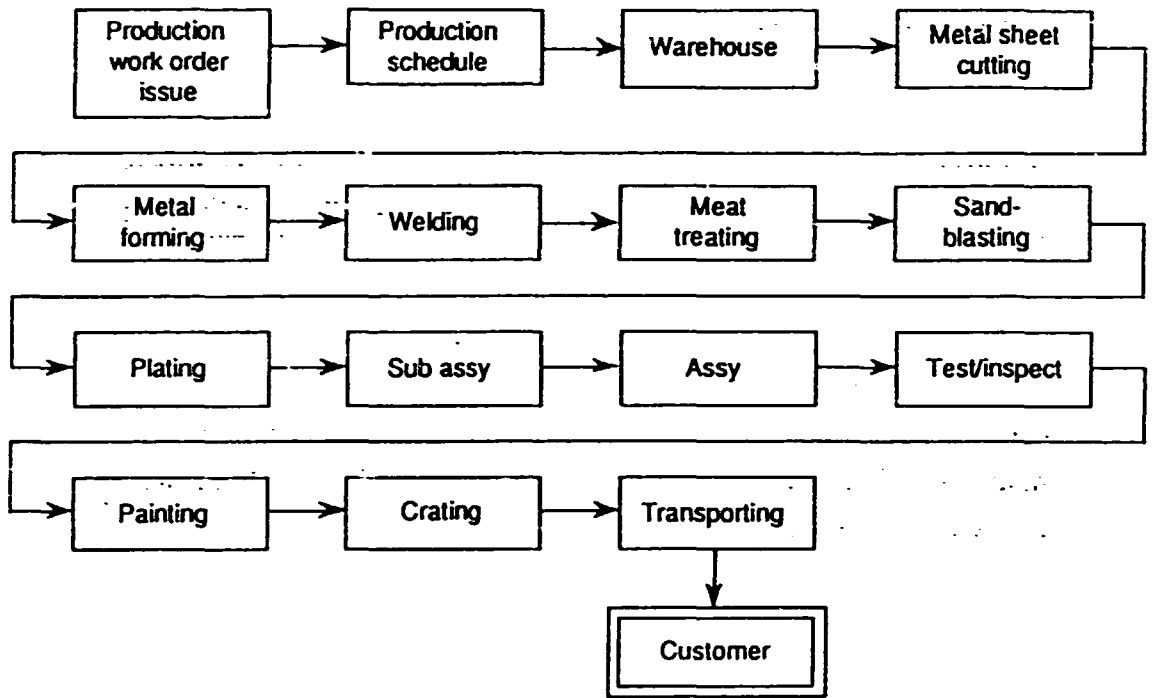 Production
work order
issue
Production
schedule
Warehouse
Metal sheet
cutting
Metal
forming
Welding
Meat
treating
Sand-
blasting
Plating
Sub assy
Assy
Test/inspect
Painting
Crating
Transporting
Customer